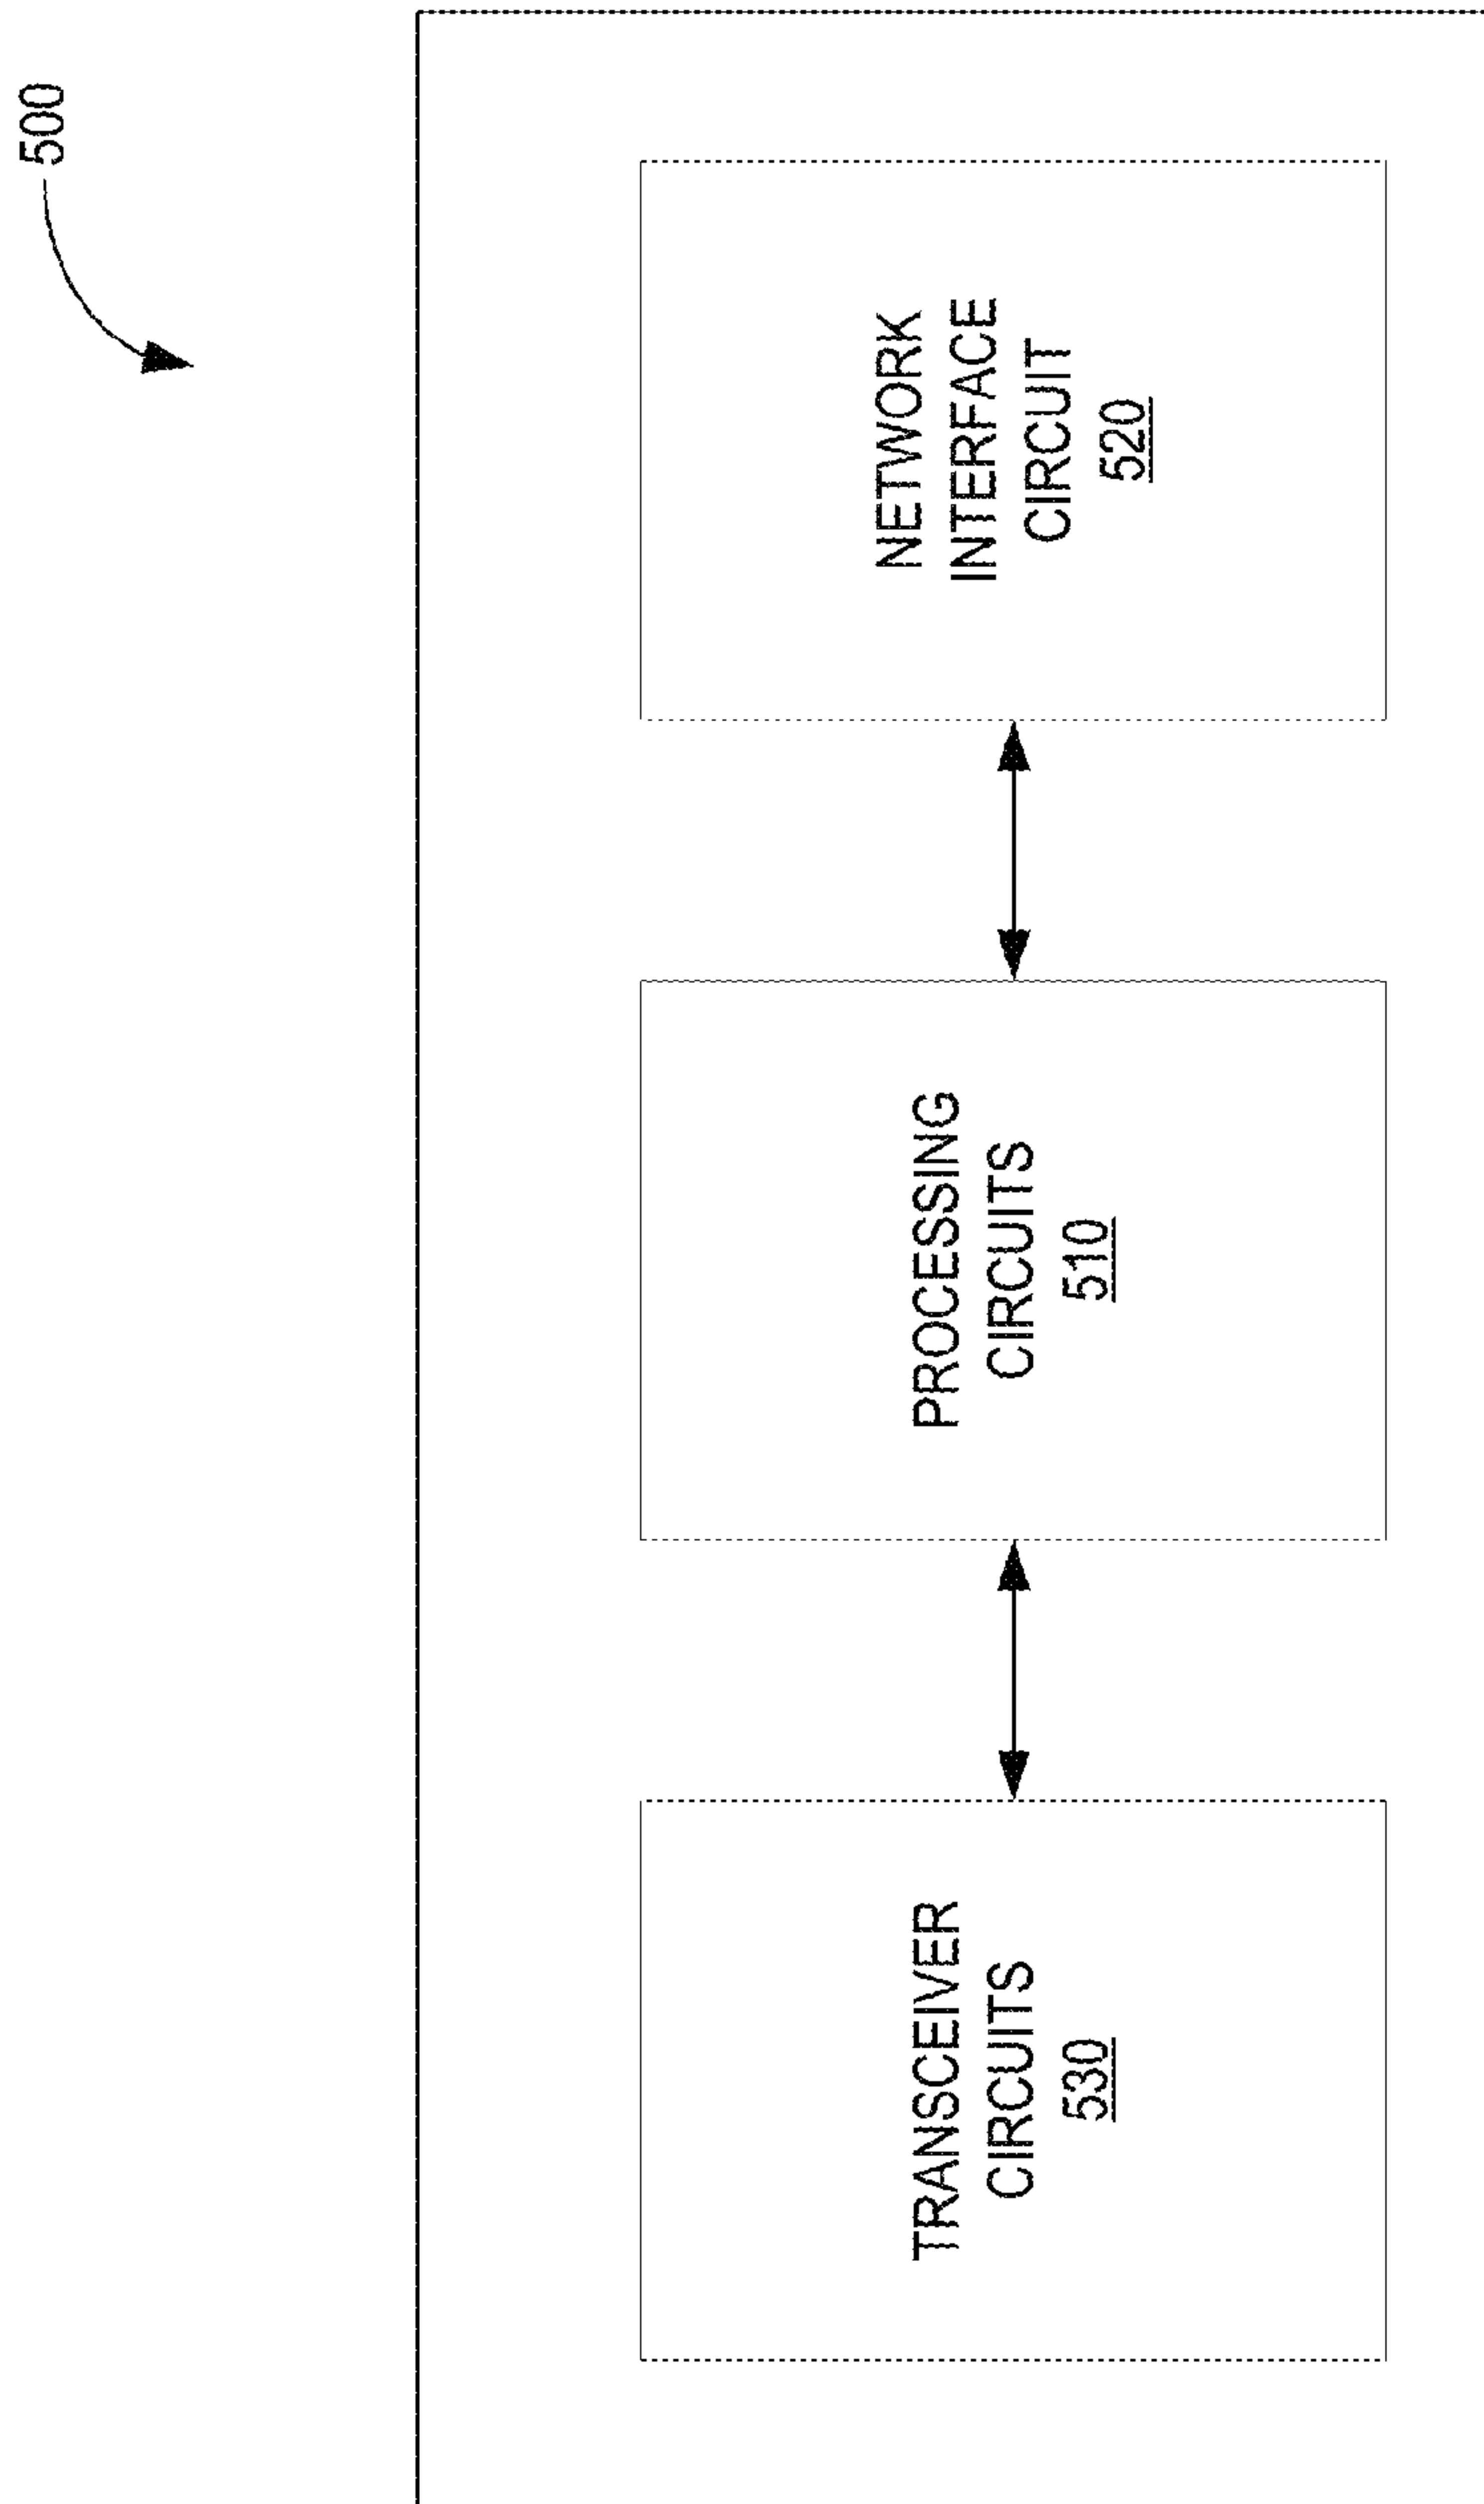 500
TRANSCEIVER
CIRCUITS
530
PROCESSING
CIRCUITS
510
NETWORK
INTERFACE
CIRCUIT
520